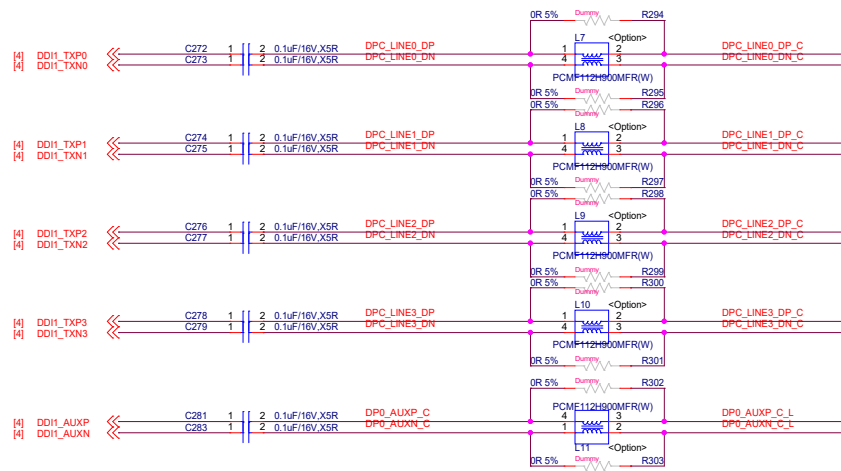 0R 5% Dummy R294
L7 <Option>
[4] DDI1_TXP0 C272 1 2 0.1uF/16V,X5R DPC_LINE0_DP 1 2 DPC_LINE0_DP_C
[4] DDI1_TXN0 C273 1 2 0.1uF/16V,X5R DPC_LINE0_DN 4 3 DPC_LINE0_DN_C
PCMF112H900MFR(W)
0R 5% Dummy R295
0R 5% Dummy R296
L8 <Option>
[4] DDI1_TXP1 C274 1 2 0.1uF/16V,X5R DPC_LINE1_DP 1 2 DPC_LINE1_DP_C
[4] DDI1_TXN1 C275 1 2 0.1uF/16V,X5R DPC_LINE1_DN 4 3 DPC_LINE1_DN_C
PCMF112H900MFR(W)
0R 5% Dummy R297
0R 5% Dummy R298
L9 <Option>
[4] DDI1_TXP2 C276 1 2 0.1uF/16V,X5R DPC_LINE2_DP 1 2 DPC_LINE2_DP_C
[4] DDI1_TXN2 C277 1 2 0.1uF/16V,X5R DPC_LINE2_DN 4 3 DPC_LINE2_DN_C
PCMF112H900MFR(W)
0R 5% Dummy R299
0R 5% Dummy R300
L10 <Option>
[4] DDI1_TXP3 C278 1 2 0.1uF/16V,X5R DPC_LINE3_DP 1 2 DPC_LINE3_DP_C
[4] DDI1_TXN3 C279 1 2 0.1uF/16V,X5R DPC_LINE3_DN 4 3 DPC_LINE3_DN_C
PCMF112H900MFR(W)
0R 5% Dummy R301
0R 5% Dummy R302
PCMF112H900MFR(W)
[4] DDI1_AUXP C281 1 2 0.1uF/16V,X5R DP0_AUXP_C 4 3 DP0_AUXP_C_L
[4] DDI1_AUXN C283 1 2 0.1uF/16V,X5R DP0_AUXN_C 1 2 DP0_AUXN_C_L
L11 <Option>
0R 5% Dummy R303